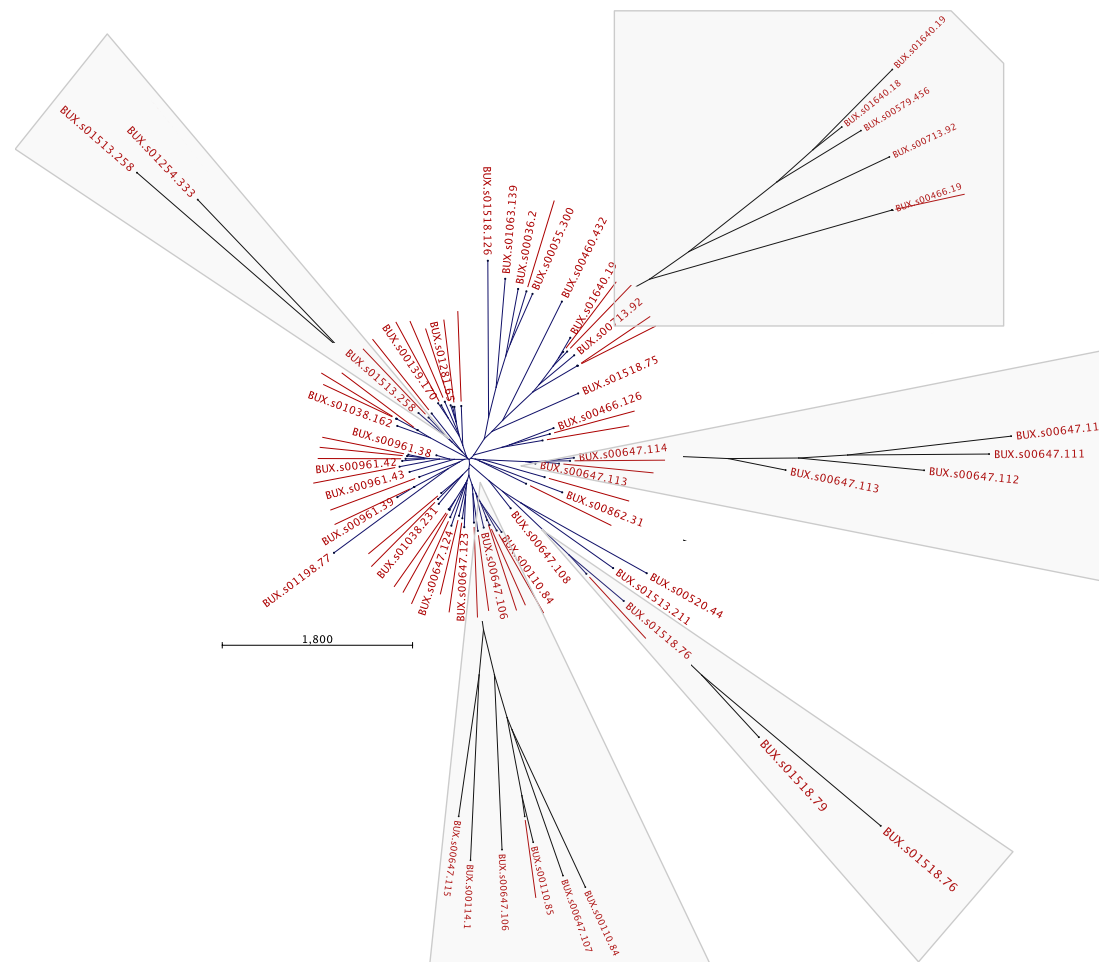 BUX.s01640.19
BUX.s01640.18
BUX.s00579.456
BUX.s00713.92
BUX.s00466.19
BUX.s01513.258
BUX.s01254.333
BUX.s01518.126
BUX.s01063.139
BUX.s00036.2
BUX.s00055.300
BUX.s00460.432
BUX.s01640.19
BUX.s00713.92
BUX.s01518.75
BUX.s00466.126
BUX.s00647.114
BUX.s00647.113
BUX.s00862.31
BUX.s01281.65
BUX.s00139.170
BUX.s01513.258
BUX.s01038.162
BUX.s00961.38
BUX.s00961.42
BUX.s00961.43
BUX.s00961.39
BUX.s01198.77
BUX.s01038.231
BUX.s00647.124
BUX.s00647.123
BUX.s00647.106
BUX.s00110.84
BUX.s00647.108
BUX.s00520.44
BUX.s01513.211
BUX.s01518.76
BUX.s00647.11
BUX.s00647.111
BUX.s00647.112
BUX.s00647.113
1,800
BUX.s01518.79
BUX.s01518.76
BUX.s00647.115
BUX.s00114.1
BUX.s00647.106
BUX.s00110.85
BUX.s00647.107
BUX.s00110.84